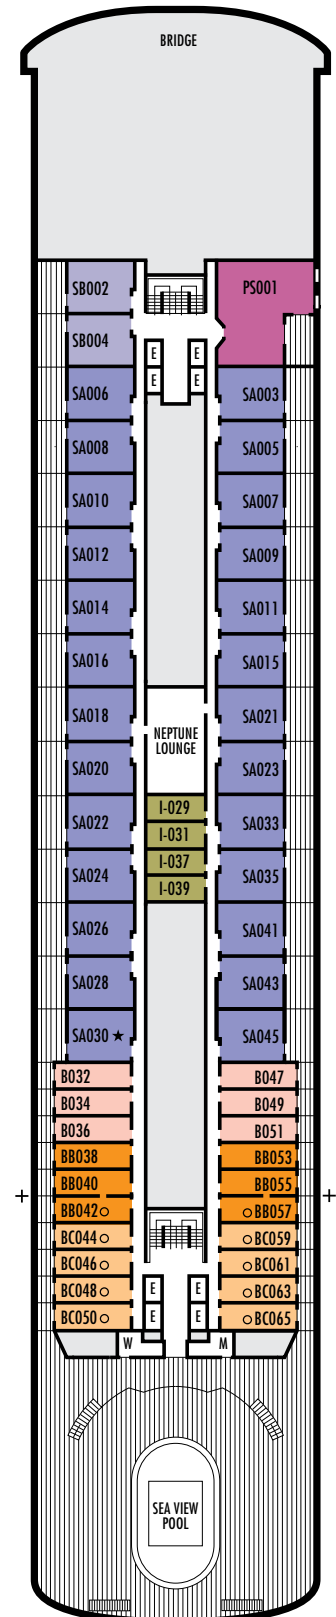 BRIDGE
SB002
PS001
SB004
E E
E E
SA006
SA003
SA008
SA005
SA010
SA007
SA012
SA009
SA014
SA011
SA016
SA015
SA018
SA021
NEPTUNE
LOUNGE
SA020
SA023
I-029
SA022
SA033
I-031
I-037
SA024
SA035
I-039
SA026
SA041
SA028
SA043
SA030 ★
SA045
B032
B047
B034
B049
B036
B051
BB038
BB053
BB040
BB055
BB042
BB057
BC044
BC059
BC046
BC061
BC048
E E
BC063
BC050
E E
BC065
W M
SEA VIEW
POOL